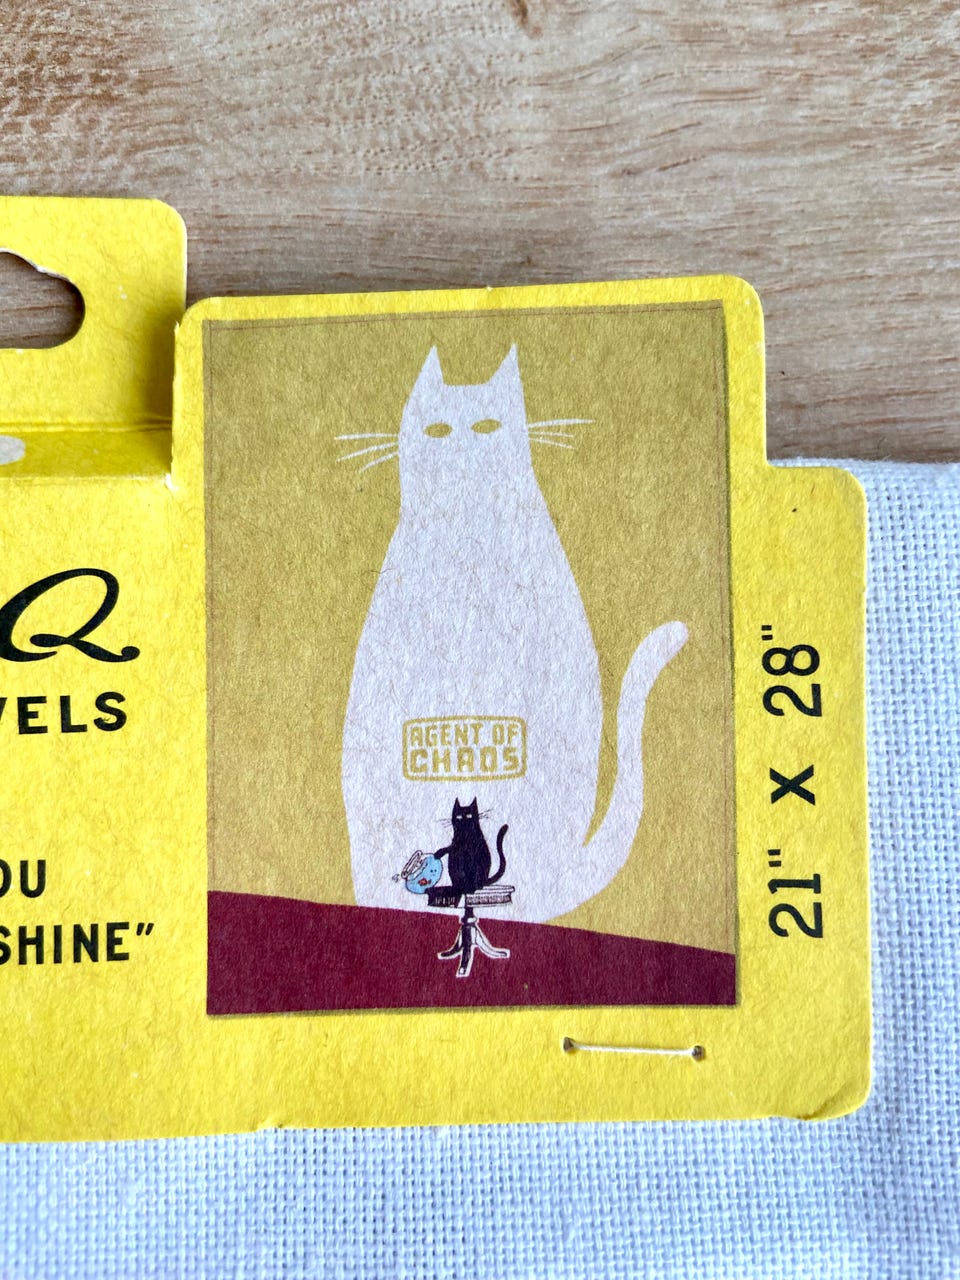 Q
VELS
OU
SHINE"
AGENT OF
CHAOS
21" x 28"